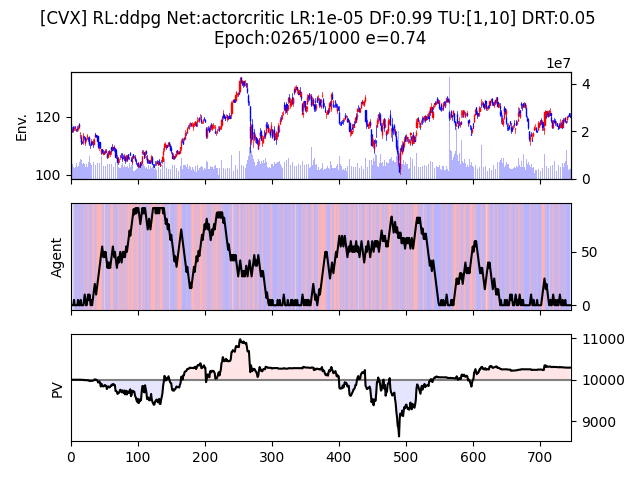 [CVX] RL:ddpg Net:actorcritic LR:1e-05 DF:0.99 TU:[1,10] DRT:0.05
Epoch:0265/1000 e=0.74
1e7
Env.
120
100
4
2
0
Agent
50
0
PV
11000
10000
9000
0 100 200 300 400 500 600 700